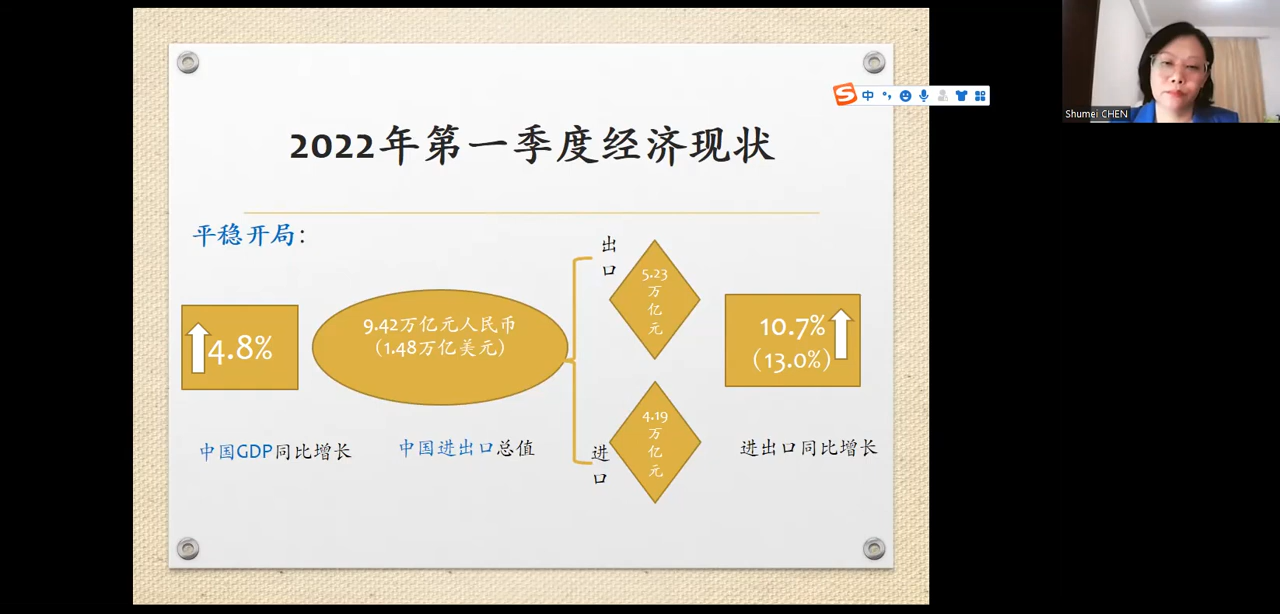 2022年第一季度经济现状
平稳开局：
4.8%
中国GDP同比增长
9.42万亿元人民币
（1.48万亿美元）
中国进出口总值
出
口
5.23
万
亿
元
进
口
4.19
万
亿
元
10.7%
（13.0%）
进出口同比增长
S
中
Shumei CHEN